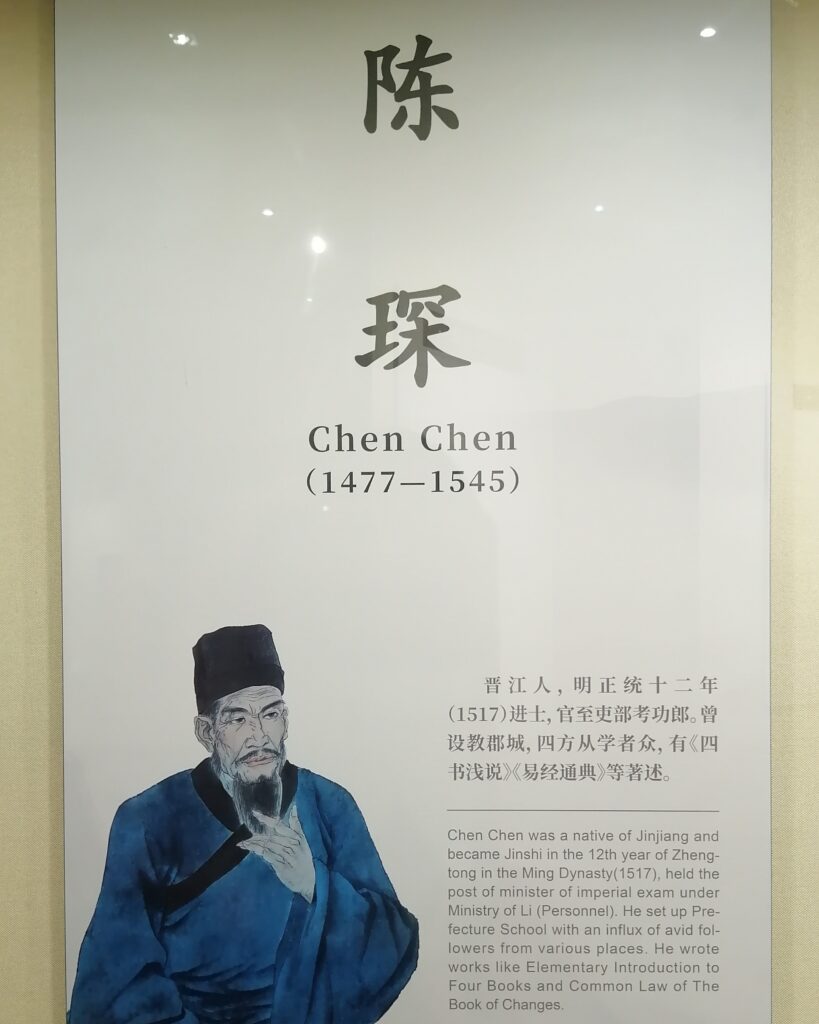 陈
琛
Chen Chen
(1477—1545)
晋江人，明正统十二年
(1517)进士，官至吏部考功郎。曾
设教郡城，四方从学者众，有《四
书浅说》《易经通典》等著述。
Chen Chen was a native of Jinjiang and
became Jinshi in the 12th year of Zheng-
tong in the Ming Dynasty(1517), held the
post of minister of imperial exam under
Ministry of Li (Personnel). He set up Pre-
fecture School with an influx of avid fol-
lowers from various places. He wrote
works like Elementary Introduction to
Four Books and Common Law of The
Book of Changes.